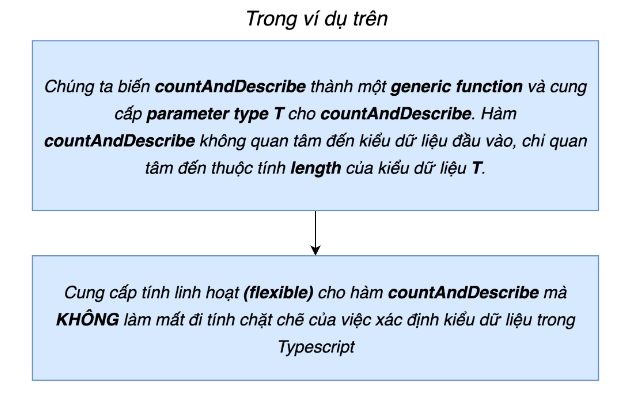 Trong ví dụ trên
Chúng ta biến countAndDescribe thành một generic function và cung
cấp parameter type T cho countAndDescribe. Hàm
countAndDescribe không quan tâm đến kiểu dữ liệu đầu vào, chỉ quan
tâm đến thuộc tính length của kiểu dữ liệu T.
Cung cấp tính linh hoạt (flexible) cho hàm countAndDescribe mà
KHÔNG làm mất đi tính chặt chẽ của việc xác định kiểu dữ liệu trong
Typescript